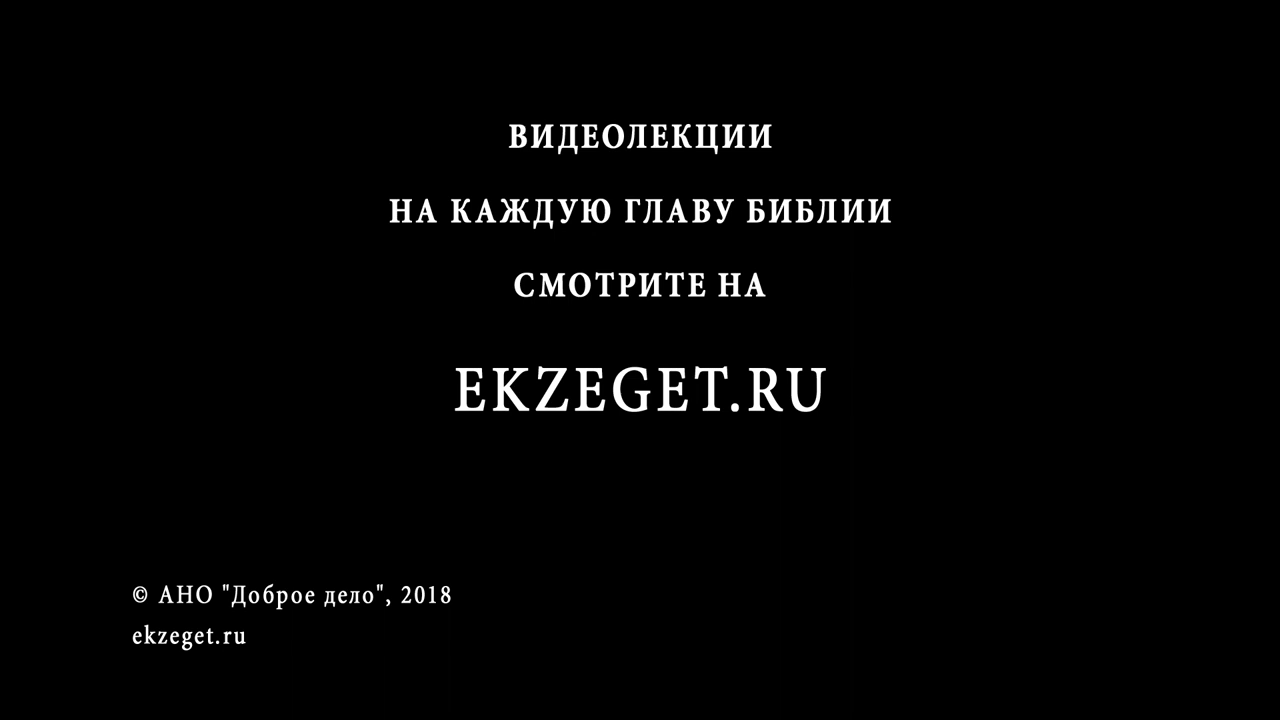 ВИДЕОЛЕКЦИИ
НА КАЖДУЮ ГЛАВУ БИБЛИИ
СМОТРИТЕ НА
EKZEGET.RU
© АНО "Доброе дело", 2018
ekzeget.ru